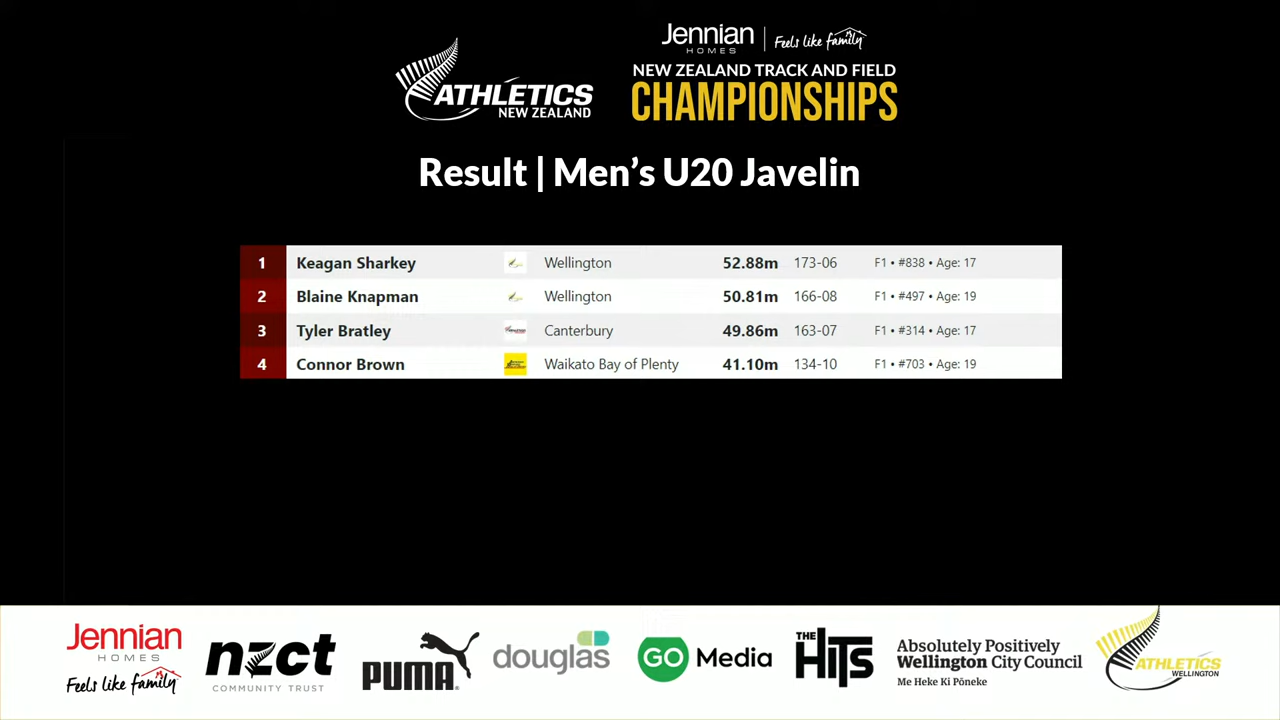 Jennian
HOMES
Feels like family
ATHLETICS
NEW ZEALAND
NEW ZEALAND TRACK AND FIELD
CHAMPIONSHIPS
Result | Men's U20 Javelin
1 Keagan Sharkey Wellington 52.88m 173-06 F1 • #838 • Age: 17
2 Blaine Knapman Wellington 50.81m 166-08 F1 • #497 • Age: 19
3 Tyler Bratley Canterbury 49.86m 163-07 F1 • #314 • Age: 17
4 Connor Brown Waikato Bay of Plenty 41.10m 134-10 F1 • #703 • Age: 19
Jennian
HOMES
Feels like family
nzct
COMMUNITY TRUST
PUMA
douglas
GO Media
THE
HITS
Absolutely Positively
Wellington City Council
Me Heke Ki Pōneke
ATHLETICS
WELLINGTON